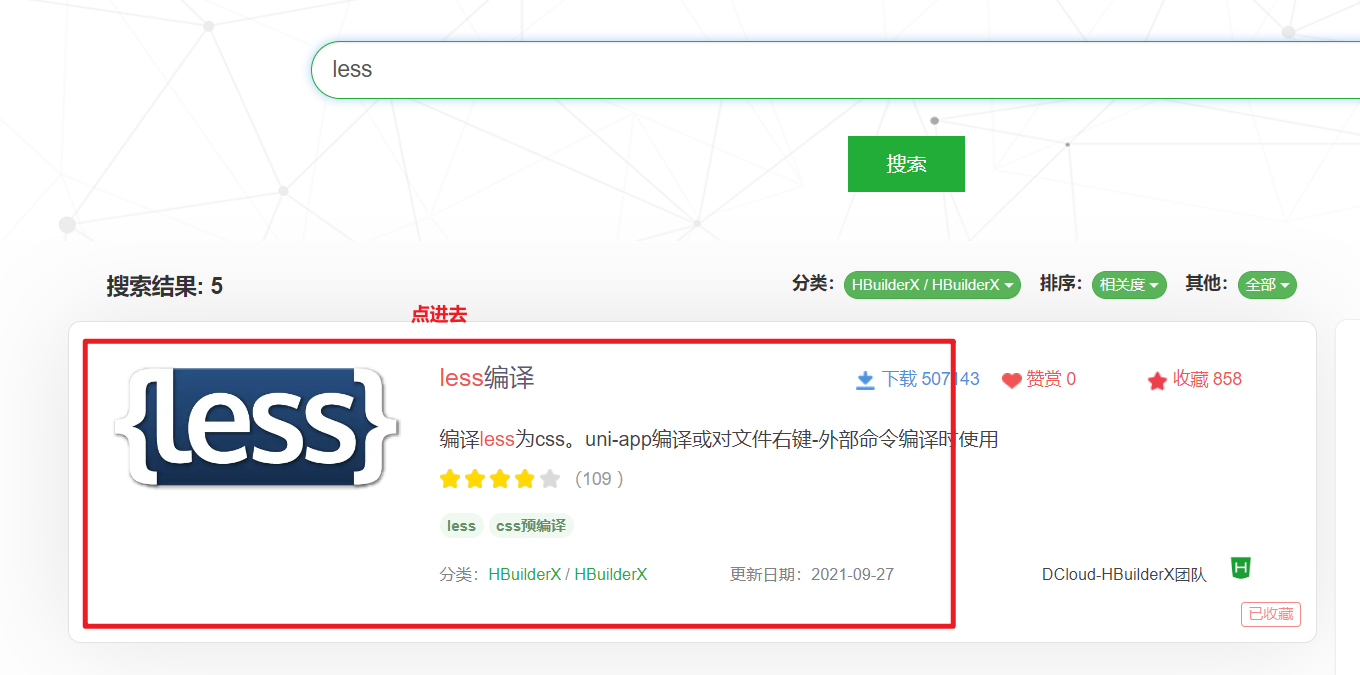 less
搜索
搜索结果: 5
分类： HBuilderX / HBuilderX 排序： 相关度 其他： 全部
点进去
{less}
less编译 下载 507143 赞赏 0 收藏 858
编译less为css。uni-app编译或对文件右键-外部命令编译时使用
（109 ）
less css预编译
分类： HBuilderX / HBuilderX 更新日期： 2021-09-27 DCloud-HBuilderX团队 H
已收藏